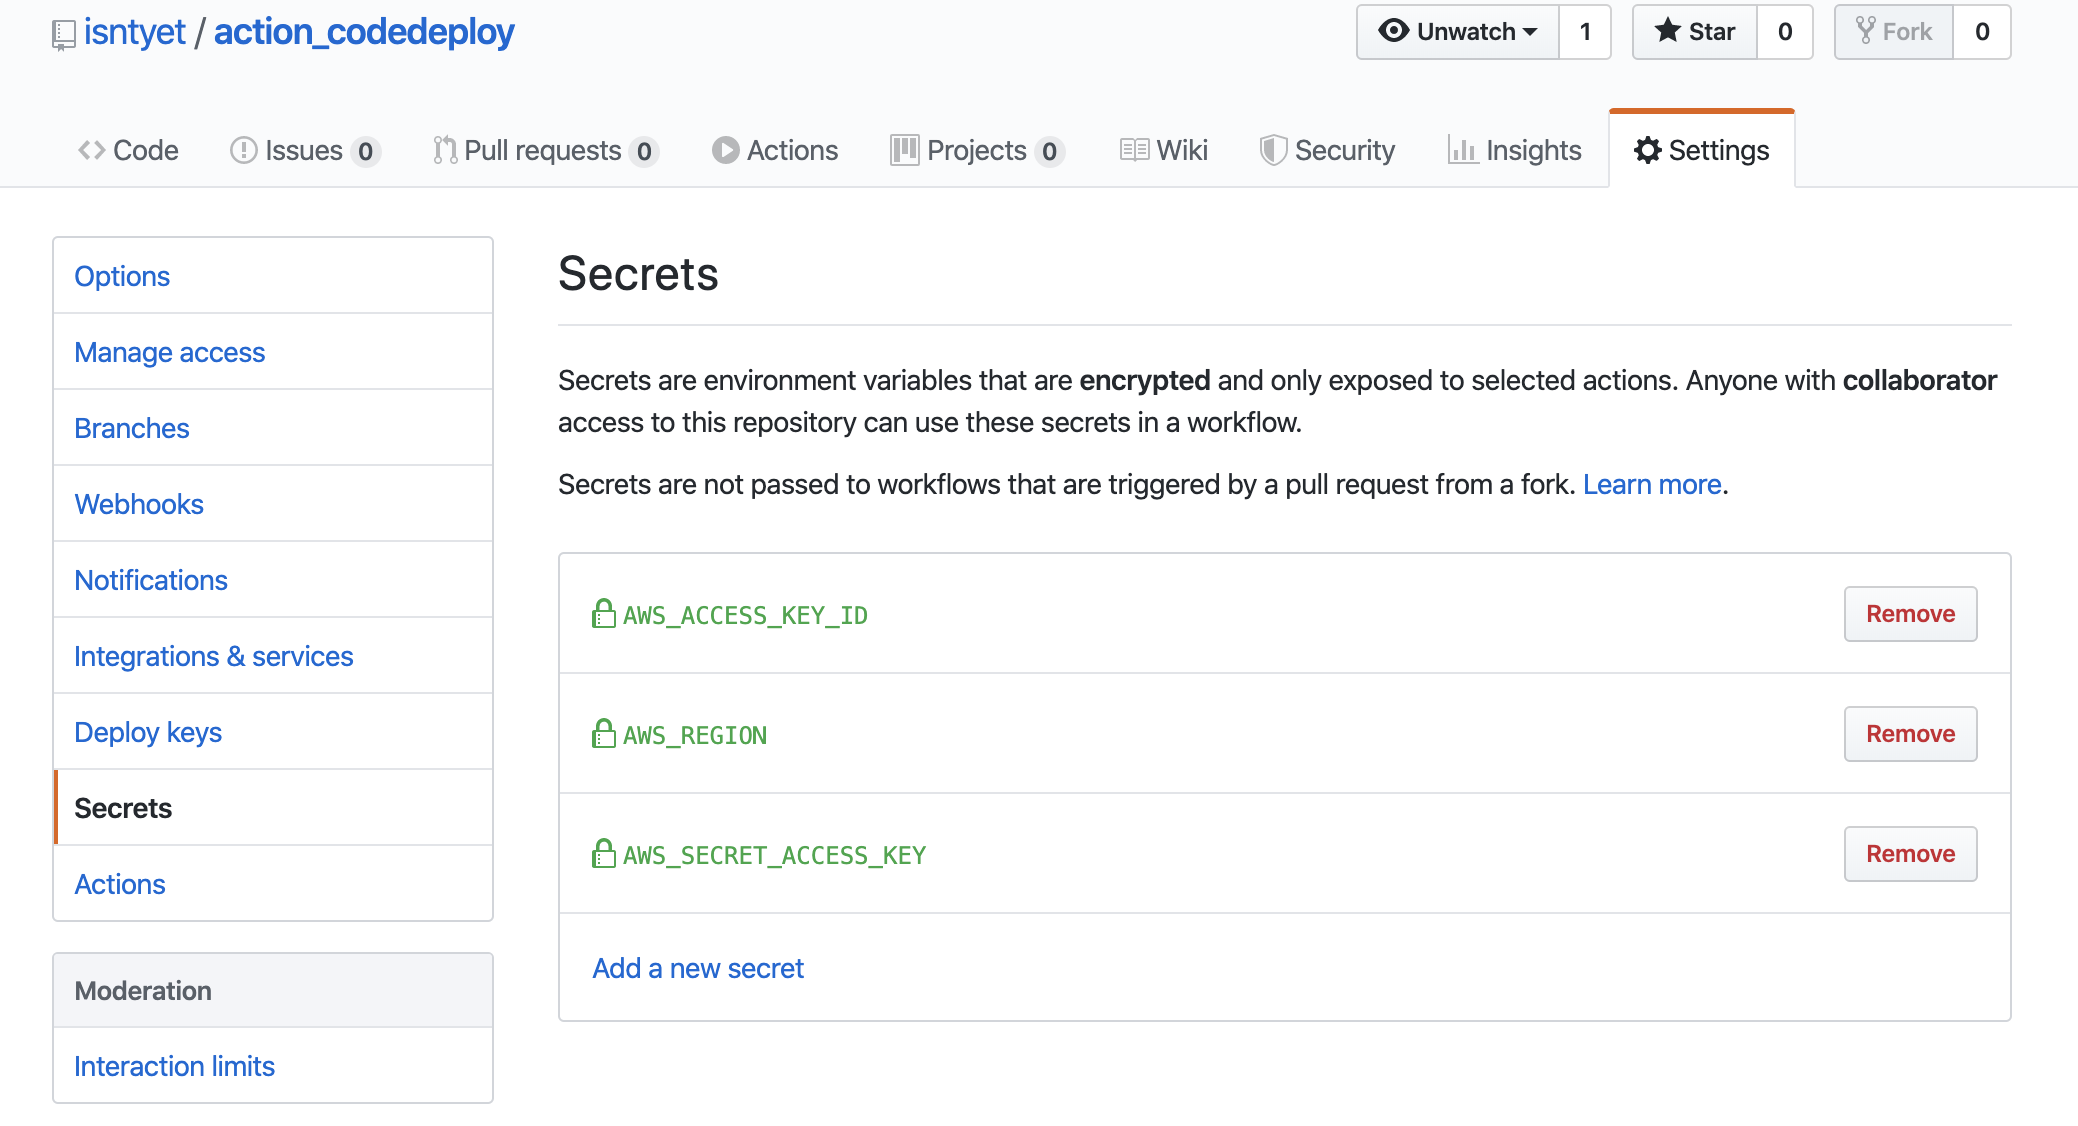 isntyet / action_codedeploy
Unwatch 1 Star 0 Fork 0
Code Issues 0 Pull requests 0 Actions Projects 0 Wiki Security Insights Settings
Options
Manage access
Branches
Webhooks
Notifications
Integrations & services
Deploy keys
Secrets
Actions
Moderation
Interaction limits
Secrets
Secrets are environment variables that are encrypted and only exposed to selected actions. Anyone with collaborator
access to this repository can use these secrets in a workflow.
Secrets are not passed to workflows that are triggered by a pull request from a fork. Learn more.
AWS_ACCESS_KEY_ID Remove
AWS_REGION Remove
AWS_SECRET_ACCESS_KEY Remove
Add a new secret